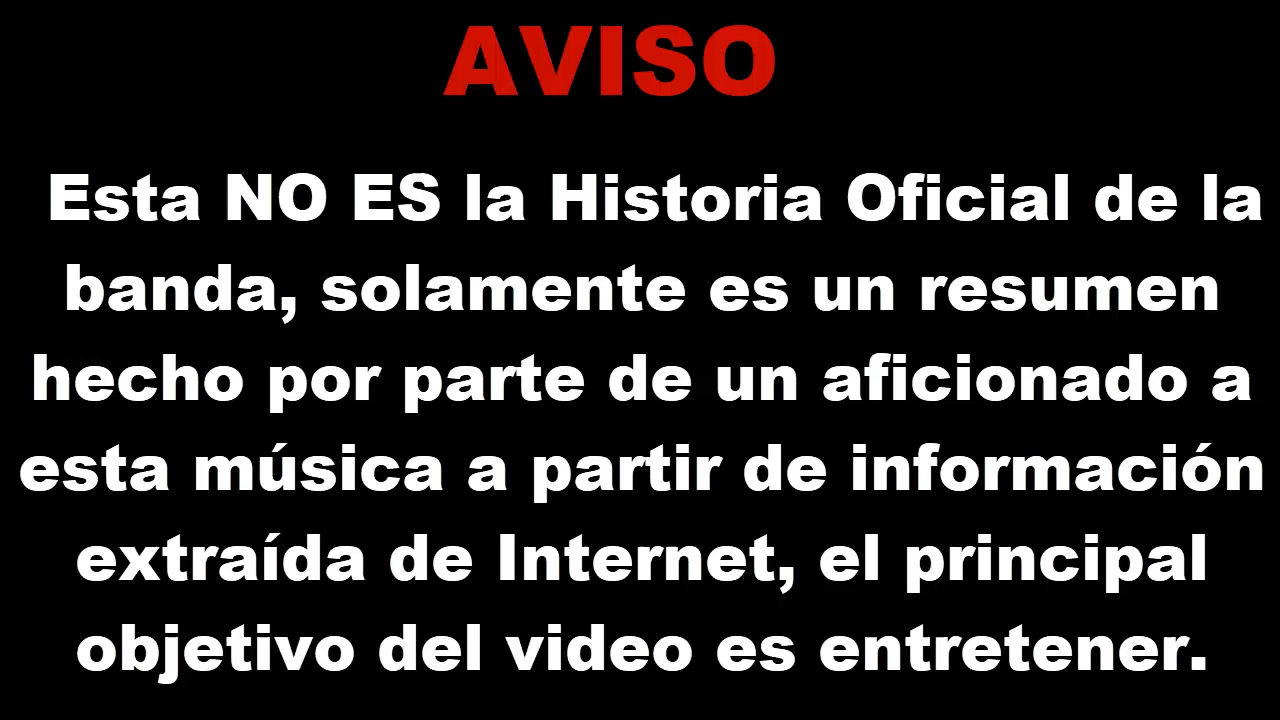 AVISO
Esta NO ES la Historia Oficial de la
banda, solamente es un resumen
hecho por parte de un aficionado a
esta música a partir de información
extraída de Internet, el principal
objetivo del video es entretener.